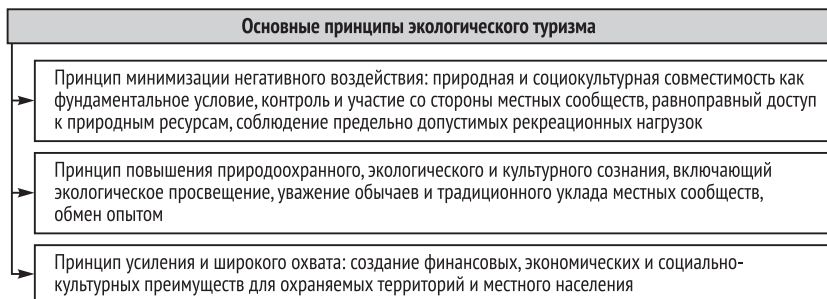 Основные принципы экологического туризма
Принцип минимизации негативного воздействия: природная и социокультурная совместимость как
фундаментальное условие, контроль и участие со стороны местных сообществ, равноправный доступ
к природным ресурсам, соблюдение предельно допустимых рекреационных нагрузок
Принцип повышения природоохранного, экологического и культурного сознания, включающий
экологическое просвещение, уважение обычаев и традиционного уклада местных сообществ,
обмен опытом
Принцип усиления и широкого охвата: создание финансовых, экономических и социально-
культурных преимуществ для охраняемых территорий и местного населения